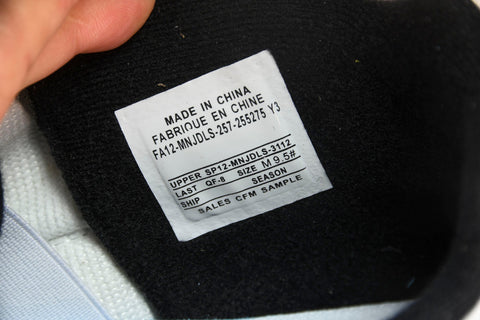 MADE IN CHINA
FABRIQUE EN CHINE
FA12-MNJDLS-257-255275 Y3
UPPER SP12-MNJDLS-3112
LAST QF-8 SIZE M 9.5#
SHIP SEASON
SALES CFM SAMPLE